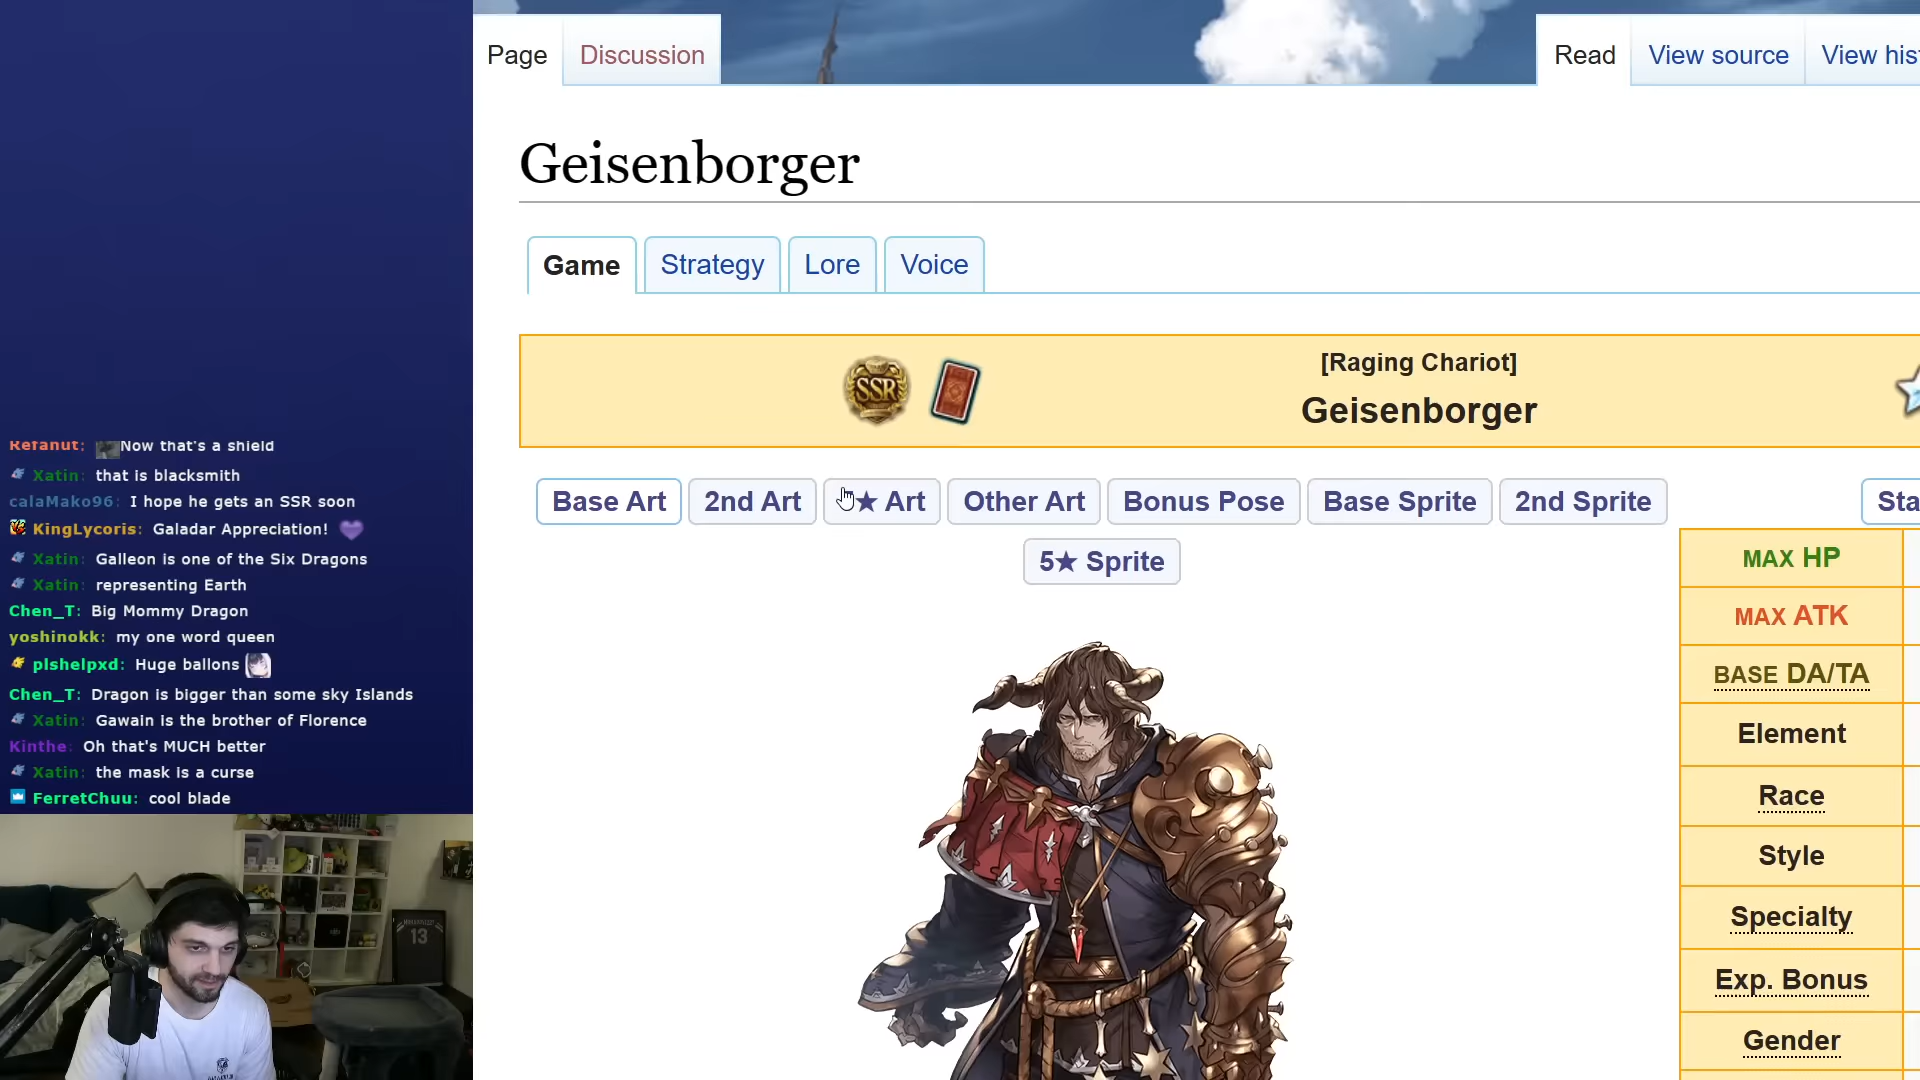 Refanut: Now that's a shield
Xatin: that is blacksmith
calaMako96: I hope he gets an SSR soon
KingLycoris: Galadar Appreciation!
Xatin: Galleon is one of the Six Dragons
Xatin: representing Earth
Chen_T: Big Mommy Dragon
yoshinokk: my one word queen
plshelpxd: Huge ballons
Chen_T: Dragon is bigger than some sky Islands
Xatin: Gawain is the brother of Florence
Kinthe: Oh that's MUCH better
Xatin: the mask is a curse
FerretChuu: cool blade
13
Page Discussion Read View source View his
Geisenborger
Game Strategy Lore Voice
SSR
[Raging Chariot]
Geisenborger
Base Art 2nd Art ★ Art Other Art Bonus Pose Base Sprite 2nd Sprite
5★ Sprite
Sta
MAX HP
MAX ATK
BASE DA/TA
Element
Race
Style
Specialty
Exp. Bonus
Gender